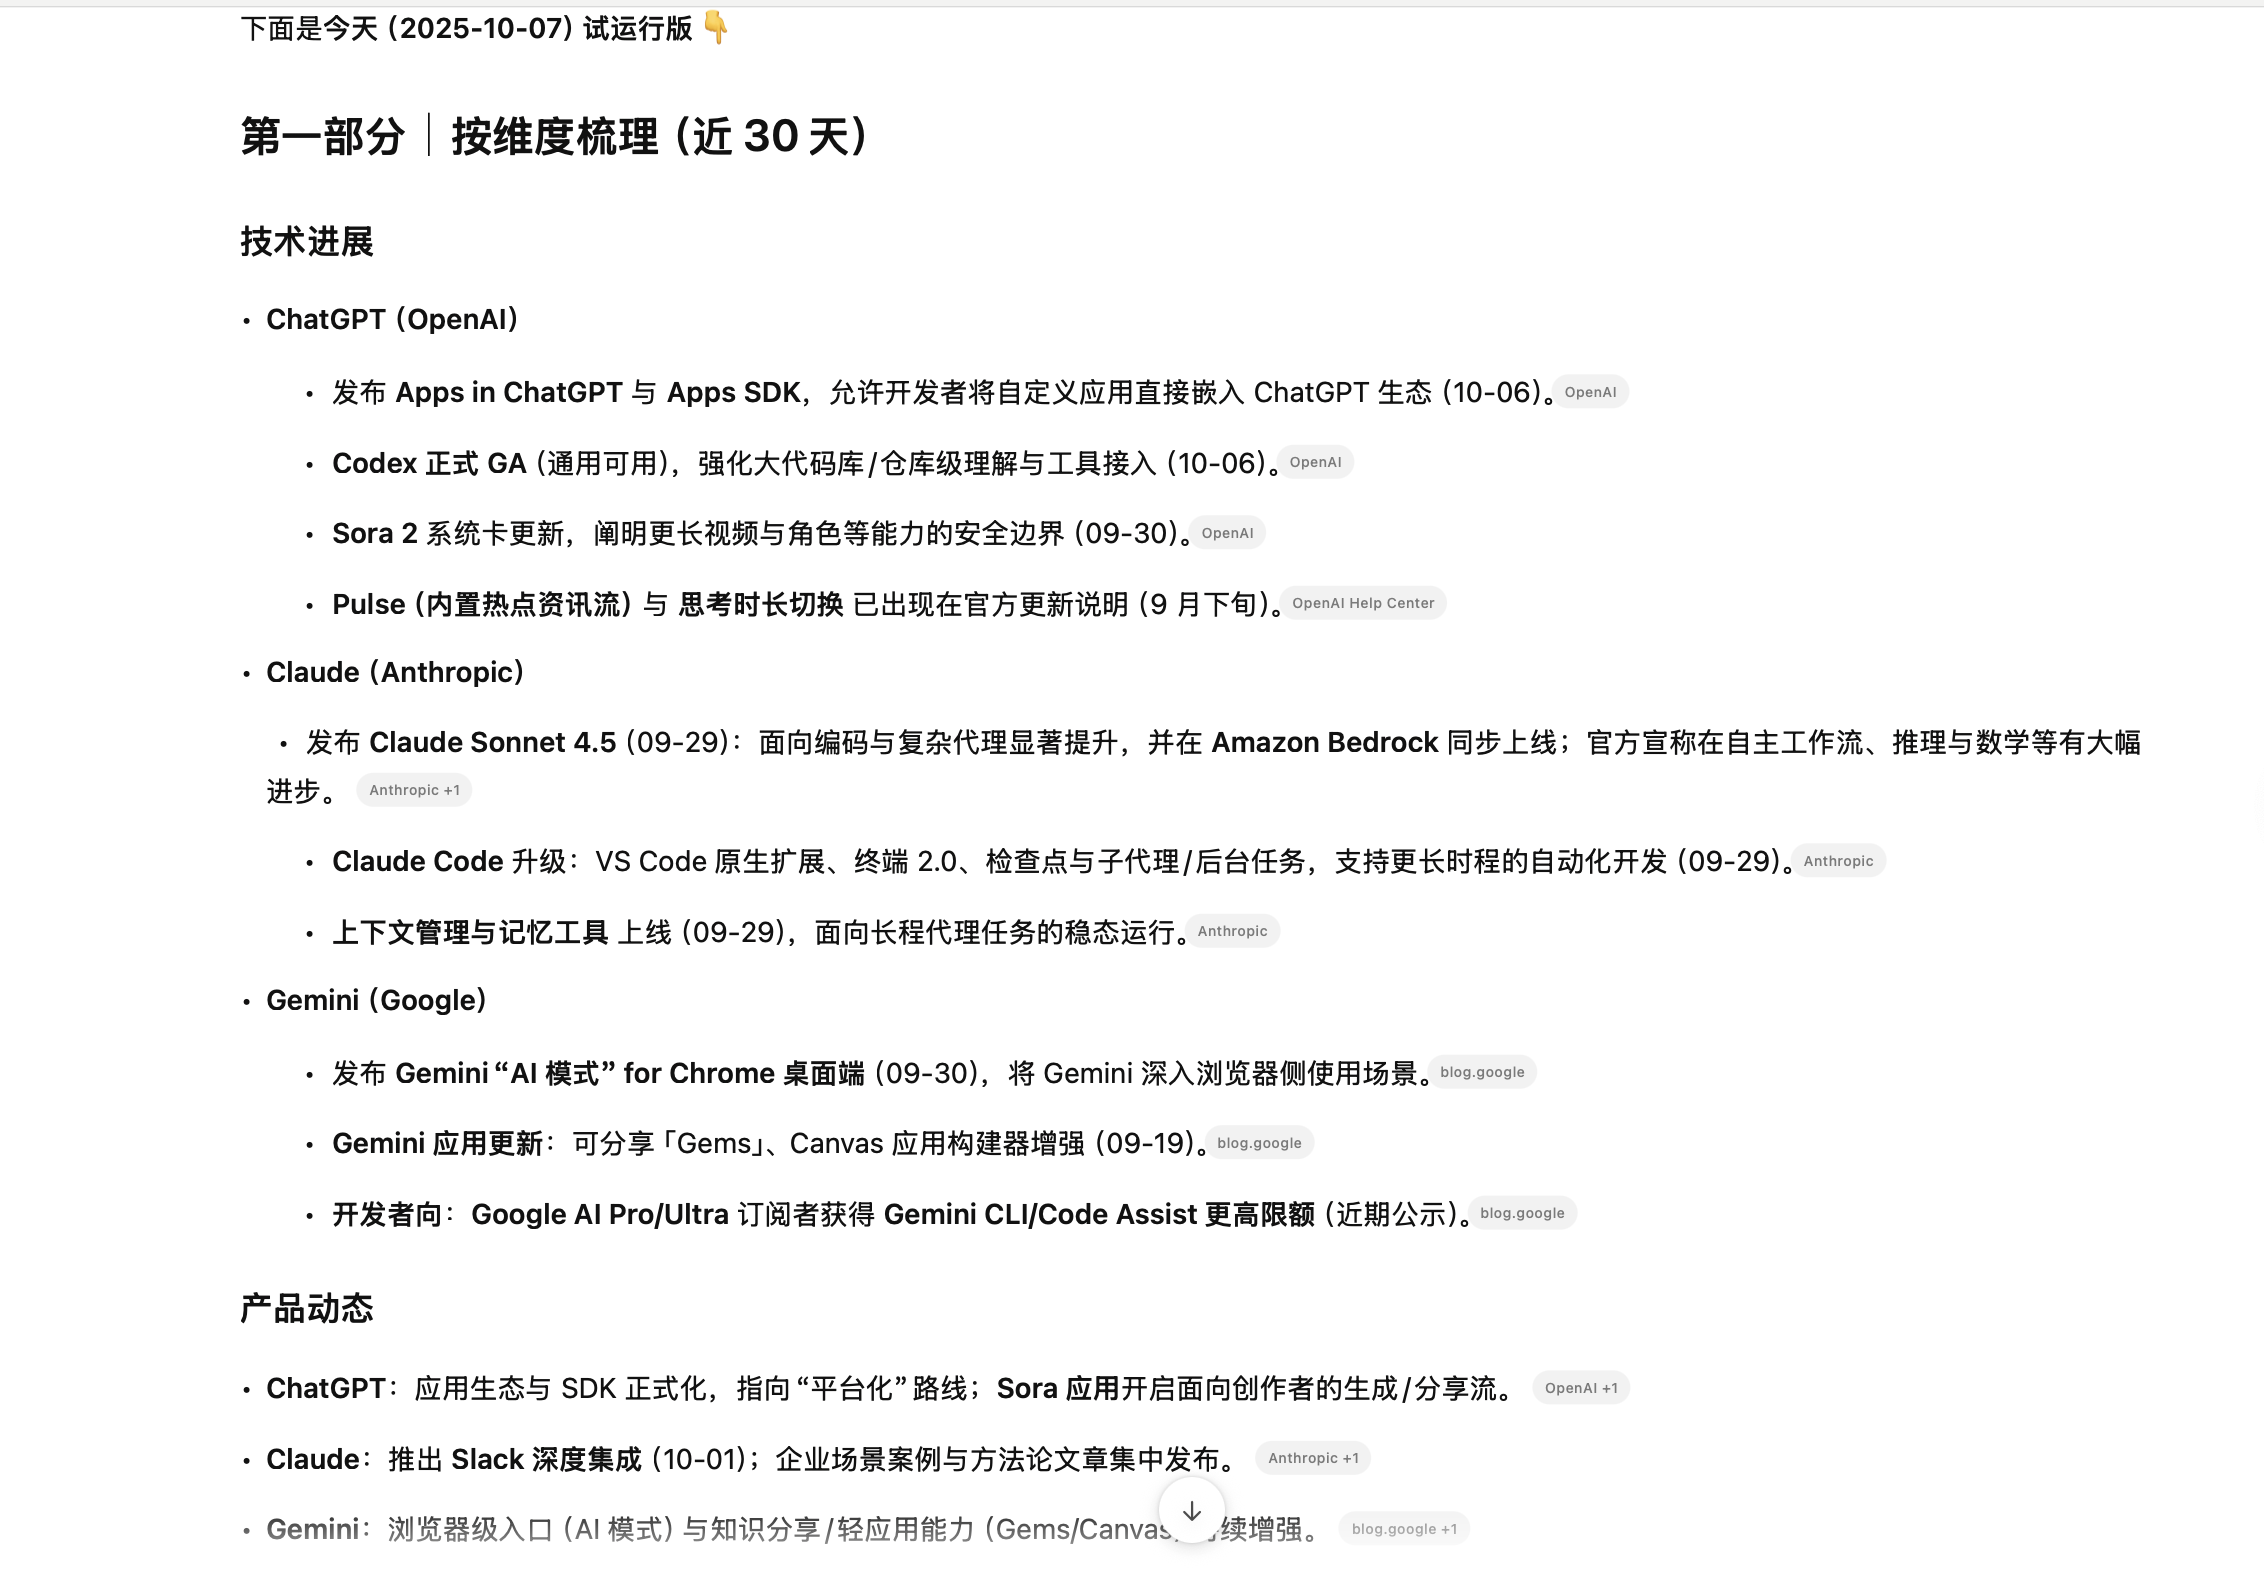 下面是今天（2025-10-07）试运行版 👇
第一部分｜按维度梳理（近 30 天）
技术进展
• ChatGPT（OpenAI）
• 发布 Apps in ChatGPT 与 Apps SDK，允许开发者将自定义应用直接嵌入 ChatGPT 生态（10-06）。 OpenAI
• Codex 正式 GA（通用可用），强化大代码库/仓库级理解与工具接入（10-06）。 OpenAI
• Sora 2 系统卡更新，阐明更长视频与角色等能力的安全边界（09-30）。 OpenAI
• Pulse（内置热点资讯流）与 思考时长切换 已出现在官方更新说明（9 月下旬）。 OpenAI Help Center
• Claude（Anthropic）
• 发布 Claude Sonnet 4.5（09-29）：面向编码与复杂代理显著提升，并在 Amazon Bedrock 同步上线；官方宣称在自主工作流、推理与数学等有大幅
进步。 Anthropic +1
• Claude Code 升级：VS Code 原生扩展、终端 2.0、检查点与子代理/后台任务，支持更长时程的自动化开发（09-29）。 Anthropic
• 上下文管理与记忆工具 上线（09-29），面向长程代理任务的稳态运行。 Anthropic
• Gemini（Google）
• 发布 Gemini“AI 模式” for Chrome 桌面端（09-30），将 Gemini 深入浏览器侧使用场景。 blog.google
• Gemini 应用更新：可分享「Gems」、Canvas 应用构建器增强（09-19）。 blog.google
• 开发者向：Google AI Pro/Ultra 订阅者获得 Gemini CLI/Code Assist 更高限额（近期公示）。 blog.google
产品动态
• ChatGPT：应用生态与 SDK 正式化，指向“平台化”路线；Sora 应用开启面向创作者的生成/分享流。 OpenAI +1
• Claude：推出 Slack 深度集成（10-01）；企业场景案例与方法论文章集中发布。 Anthropic +1
• Gemini：浏览器级入口（AI 模式）与知识分享/轻应用能力（Gems/Canvas 续增强。 blog.google +1